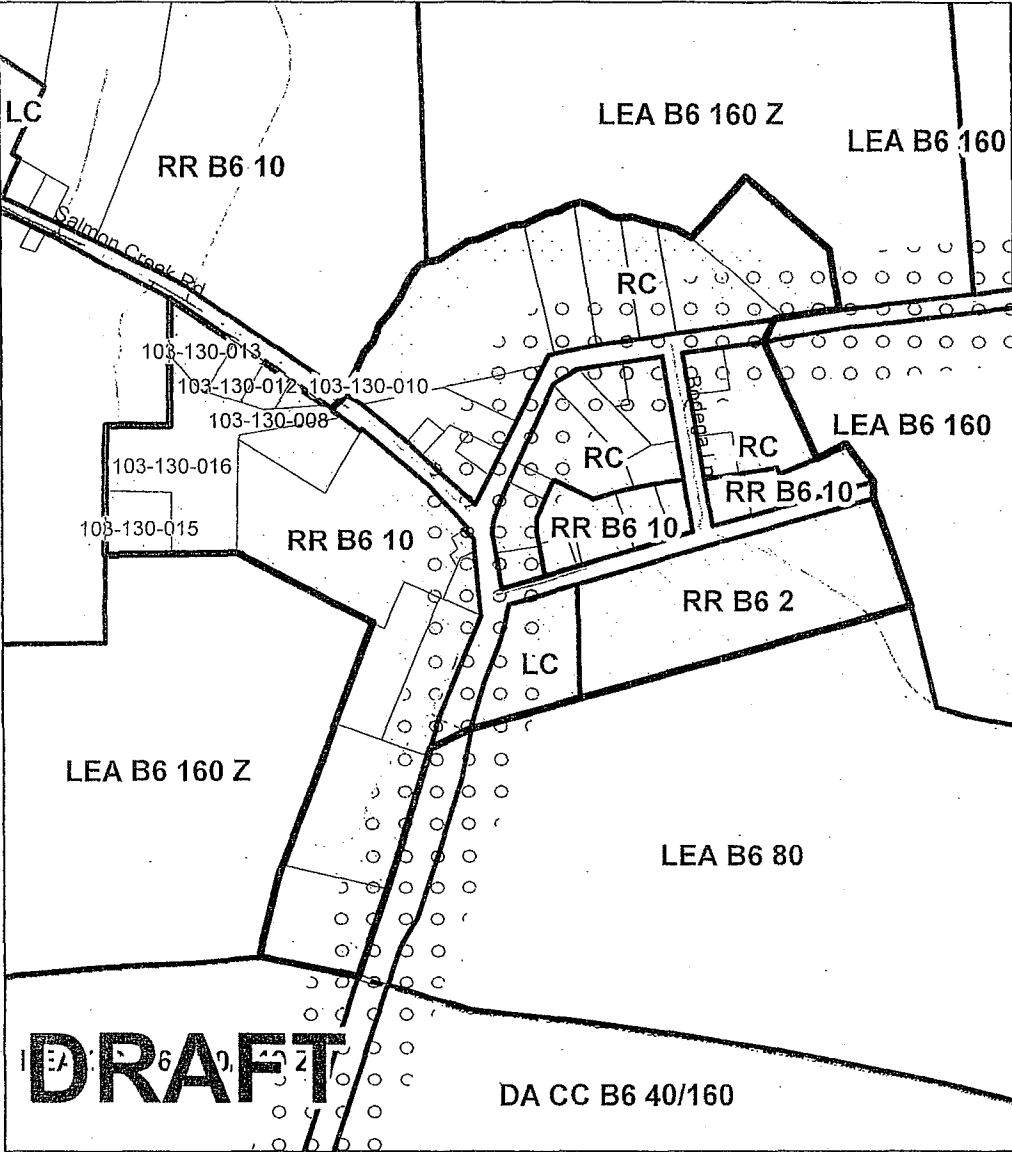 LC
LEA B6 160 Z
LEA B6 160
RR B6 10
Salmon Creek Rd
RC
103-130-013
103-130-012
103-130-010
103-130-008
Bodega Ln
LEA B6 160
103-130-016
RC
RC
RR B6 10
103-130-015
RR B6 10
RR B6 10
RR B6 2
LC
LEA B6 160 Z
LEA B6 80
DRAFT
DA CC B6 40/160